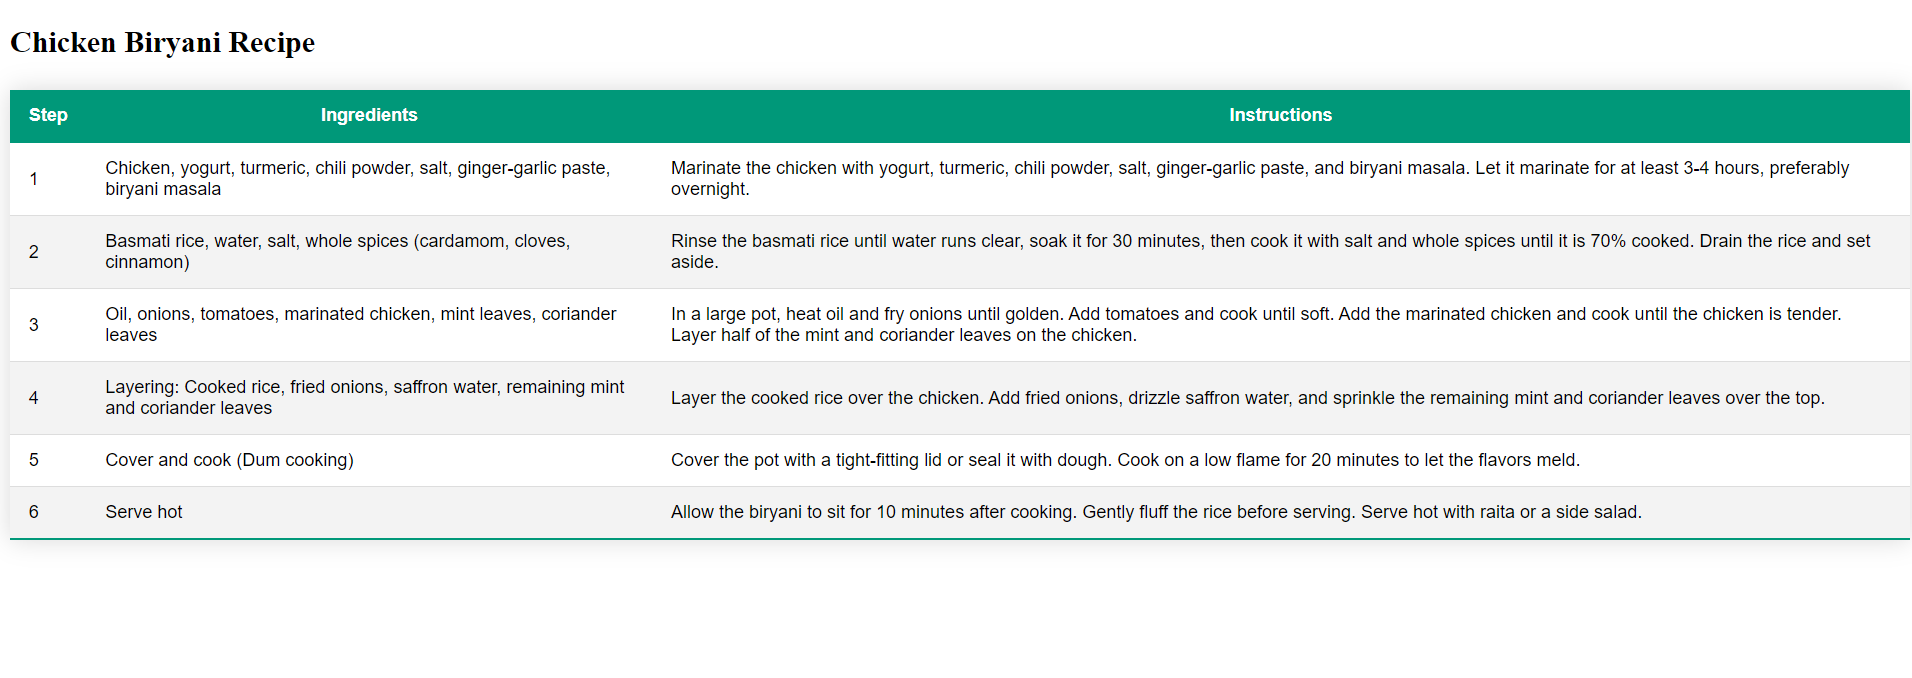 Chicken Biryani Recipe
Step Ingredients Instructions
1 Chicken, yogurt, turmeric, chili powder, salt, ginger-garlic paste, biryani masala Marinate the chicken with yogurt, turmeric, chili powder, salt, ginger-garlic paste, and biryani masala. Let it marinate for at least 3-4 hours, preferably overnight.
2 Basmati rice, water, salt, whole spices (cardamom, cloves, cinnamon) Rinse the basmati rice until water runs clear, soak it for 30 minutes, then cook it with salt and whole spices until it is 70% cooked. Drain the rice and set aside.
3 Oil, onions, tomatoes, marinated chicken, mint leaves, coriander leaves In a large pot, heat oil and fry onions until golden. Add tomatoes and cook until soft. Add the marinated chicken and cook until the chicken is tender. Layer half of the mint and coriander leaves on the chicken.
4 Layering: Cooked rice, fried onions, saffron water, remaining mint and coriander leaves Layer the cooked rice over the chicken. Add fried onions, drizzle saffron water, and sprinkle the remaining mint and coriander leaves over the top.
5 Cover and cook (Dum cooking) Cover the pot with a tight-fitting lid or seal it with dough. Cook on a low flame for 20 minutes to let the flavors meld.
6 Serve hot Allow the biryani to sit for 10 minutes after cooking. Gently fluff the rice before serving. Serve hot with raita or a side salad.